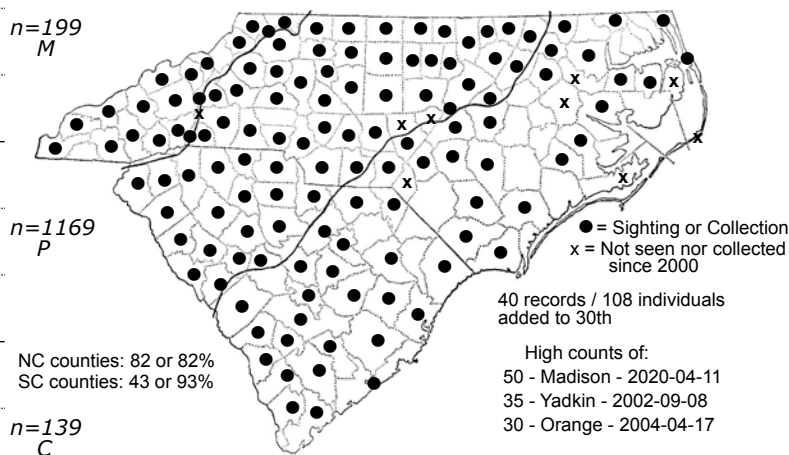 n=199
M
n=1169
P
n=139
C
NC counties: 82 or 82%
SC counties: 43 or 93%
● = Sighting or Collection
x = Not seen nor collected
since 2000
40 records / 108 individuals
added to 30th
High counts of:
50 - Madison - 2020-04-11
35 - Yadkin - 2002-09-08
30 - Orange - 2004-04-17